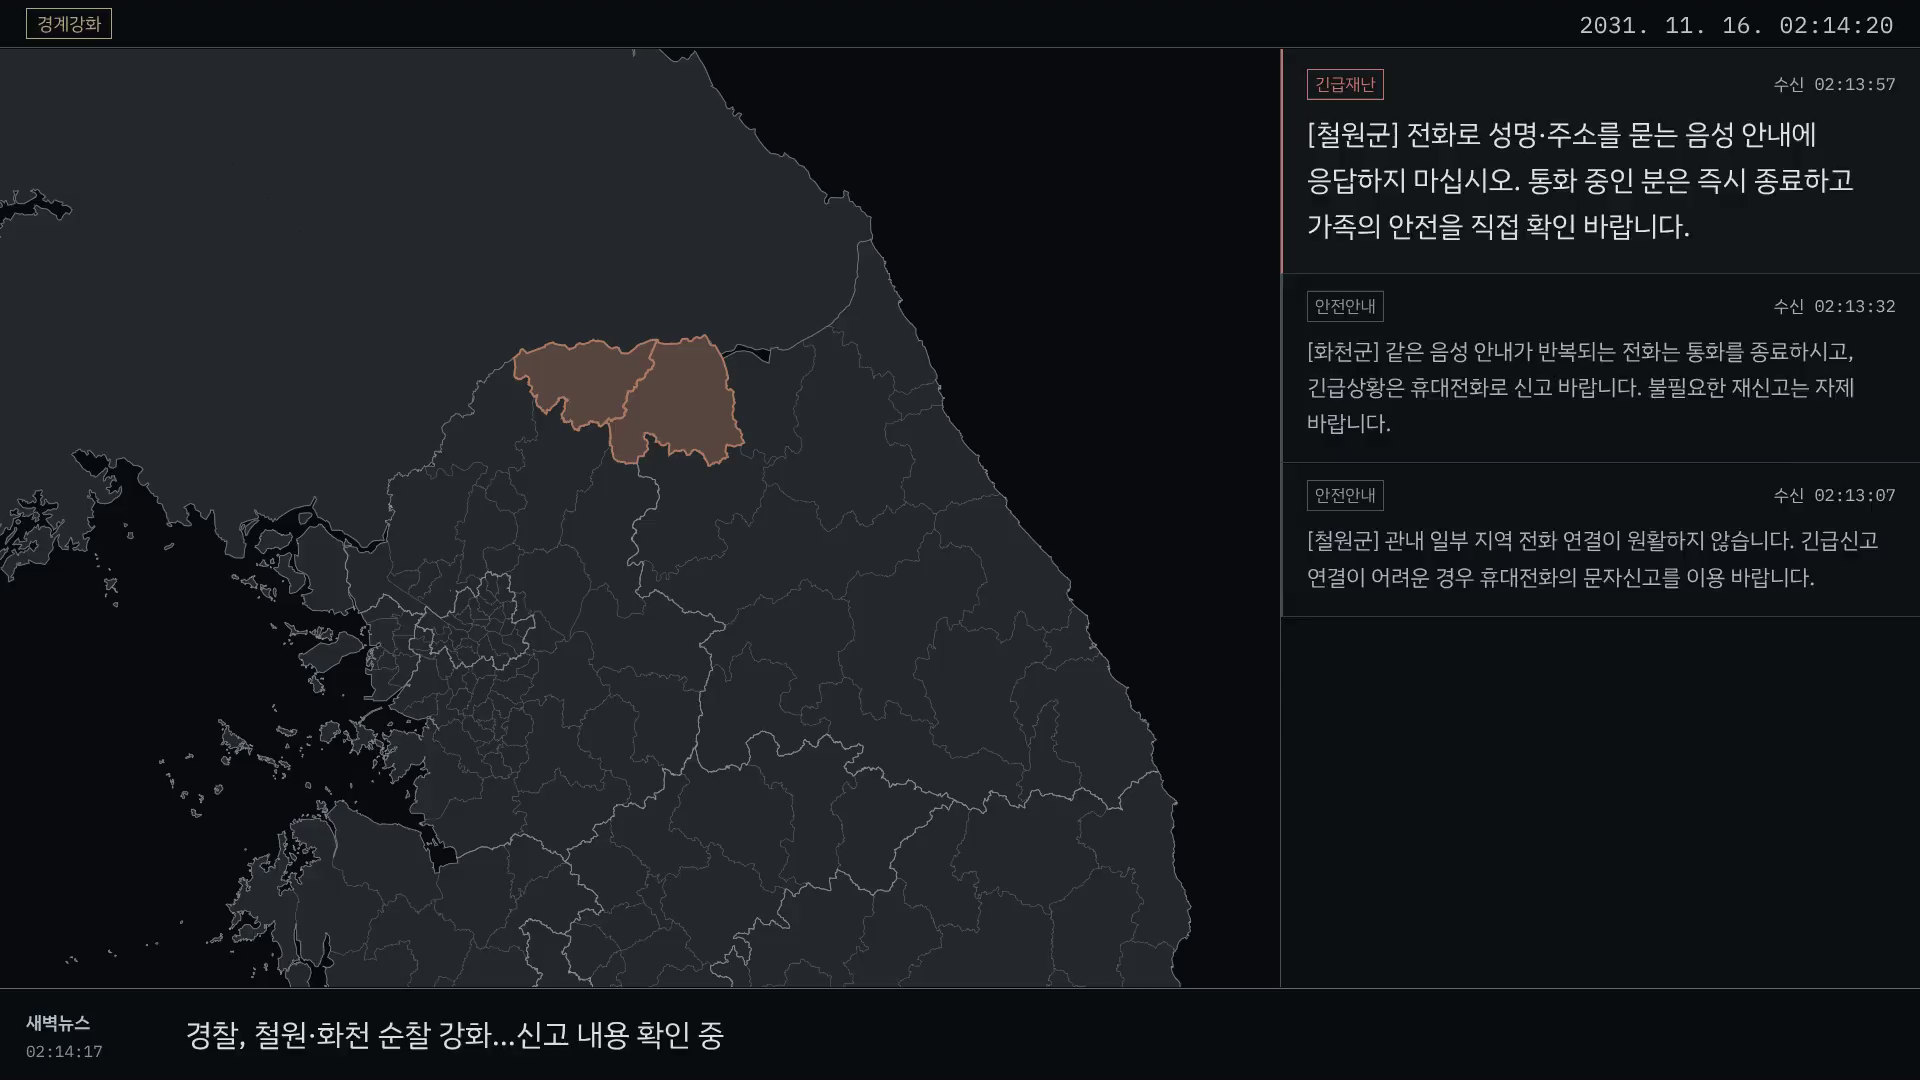 경계강화
2031. 11. 16. 02:14:20
긴급재난
수신 02:13:57
[철원군] 전화로 성명·주소를 묻는 음성 안내에
응답하지 마십시오. 통화 중인 분은 즉시 종료하고
가족의 안전을 직접 확인 바랍니다.
안전안내
수신 02:13:32
[화천군] 같은 음성 안내가 반복되는 전화는 통화를 종료하시고,
긴급상황은 휴대전화로 신고 바랍니다. 불필요한 재신고는 자제
바랍니다.
안전안내
수신 02:13:07
[철원군] 관내 일부 지역 전화 연결이 원활하지 않습니다. 긴급신고
연결이 어려운 경우 휴대전화의 문자신고를 이용 바랍니다.
새벽뉴스
02:14:17
경찰, 철원·화천 순찰 강화…신고 내용 확인 중